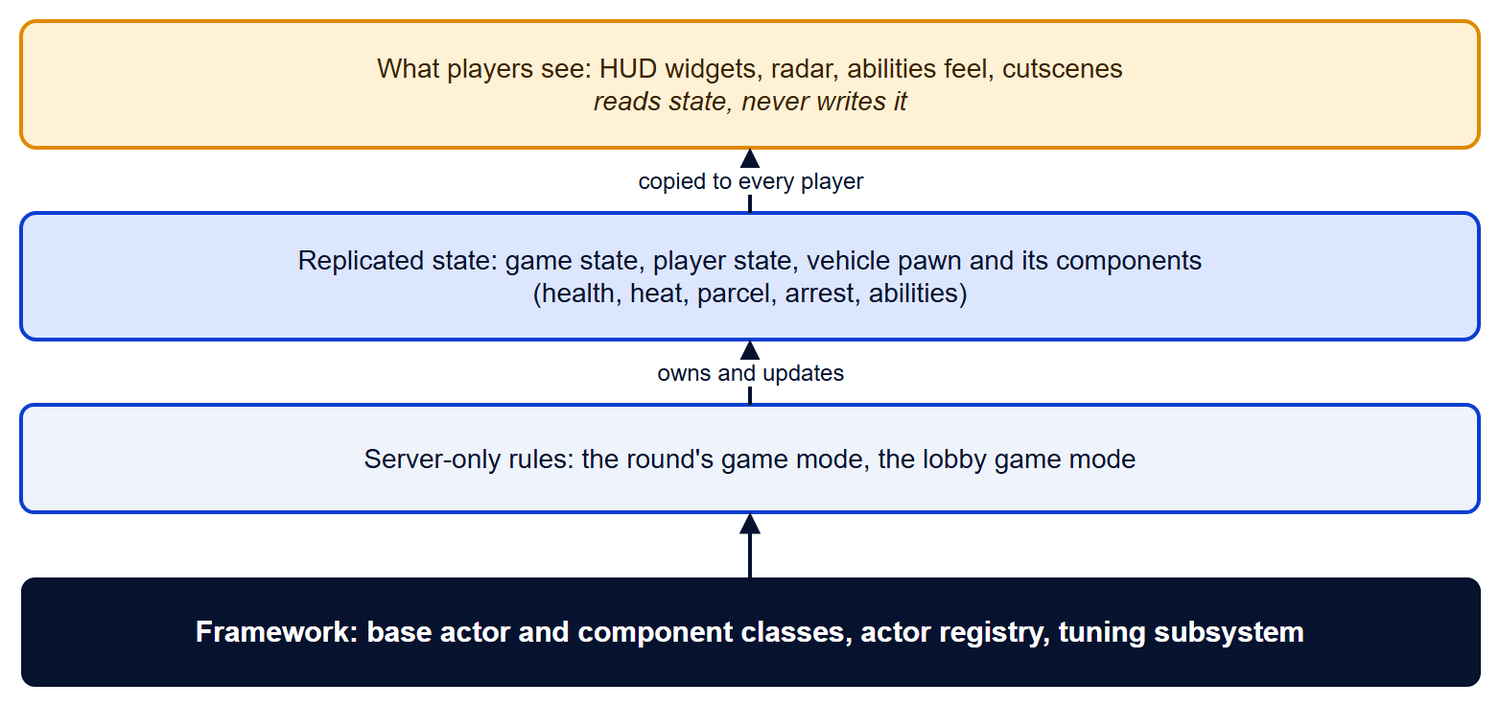 What players see: HUD widgets, radar, abilities feel, cutscenes
reads state, never writes it
copied to every player
Replicated state: game state, player state, vehicle pawn and its components
(health, heat, parcel, arrest, abilities)
owns and updates
Server-only rules: the round's game mode, the lobby game mode
Framework: base actor and component classes, actor registry, tuning subsystem